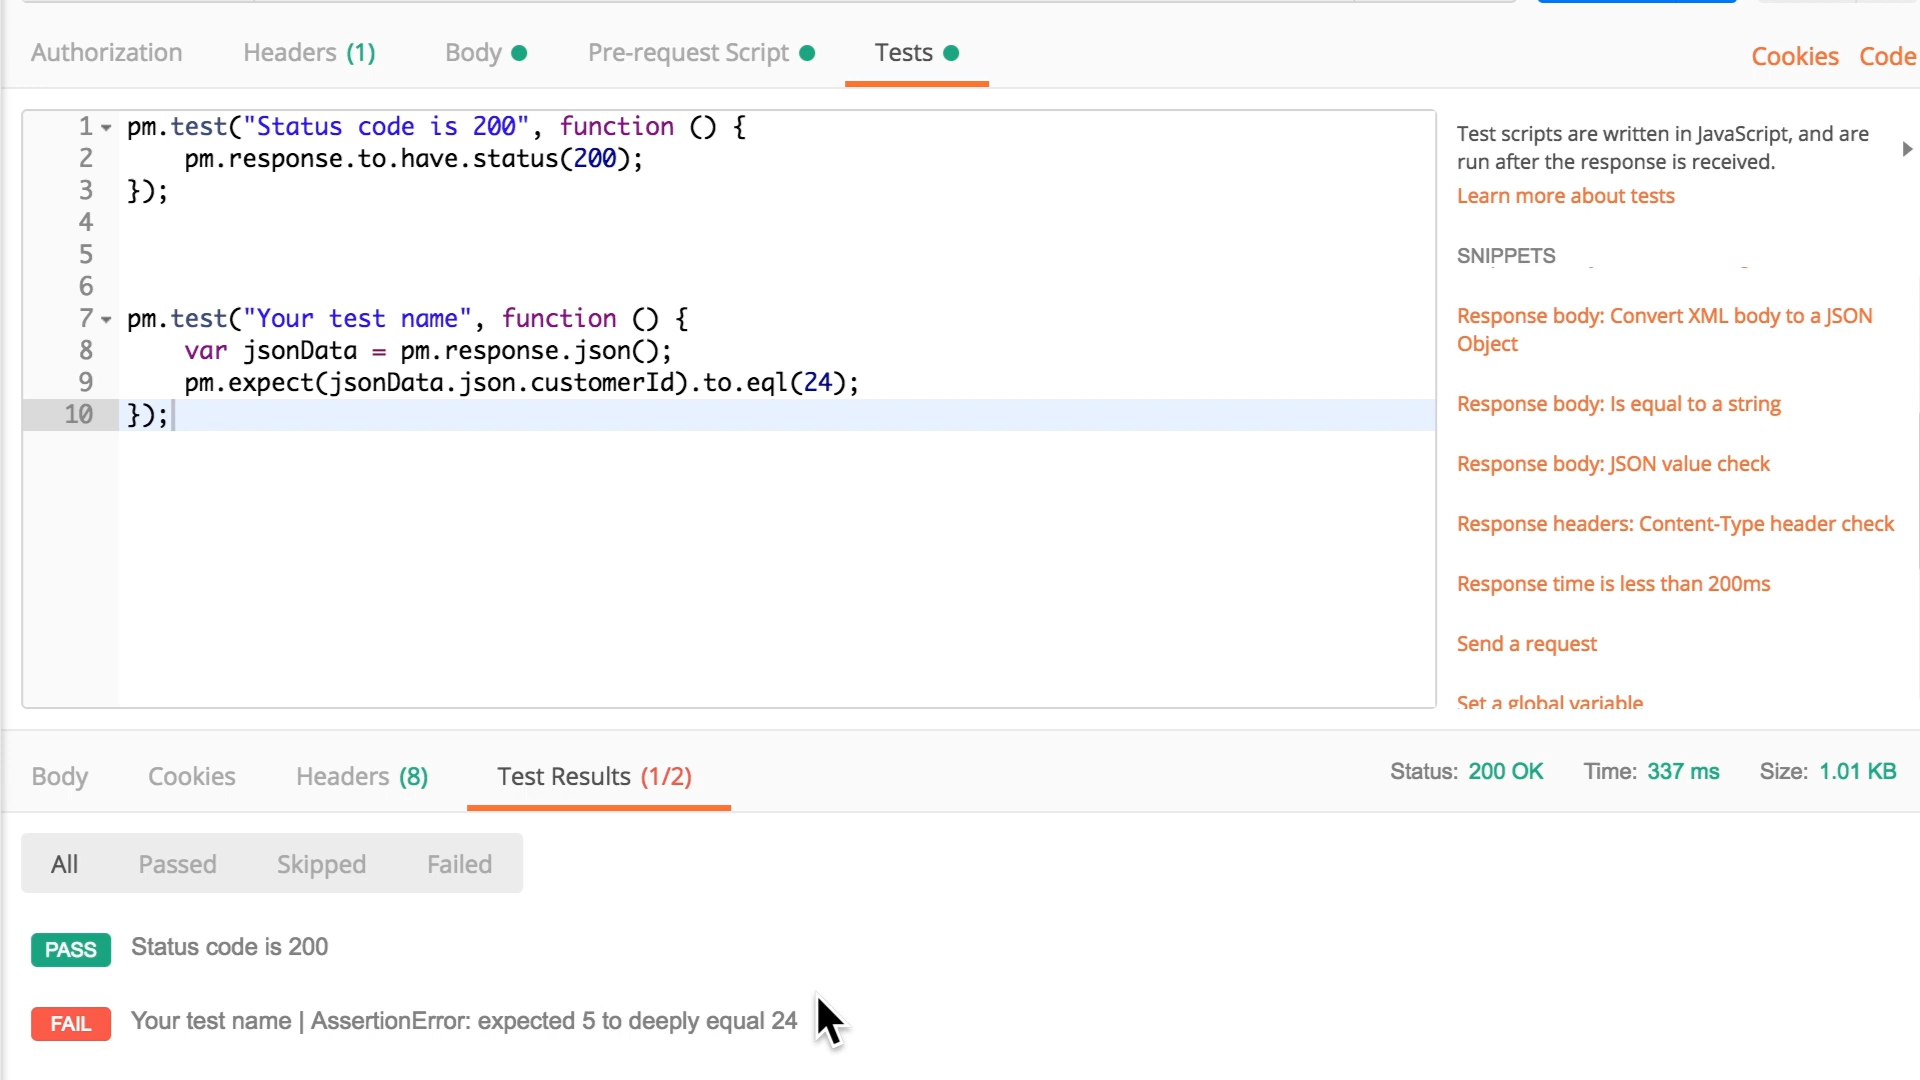 Authorization Headers (1) Body Pre-request Script Tests Cookies Code
1 pm.test("Status code is 200", function () {
2 pm.response.to.have.status(200);
3 });
4
5
6
7 pm.test("Your test name", function () {
8 var jsonData = pm.response.json();
9 pm.expect(jsonData.json.customerId).to.eql(24);
10 });
Test scripts are written in JavaScript, and are
run after the response is received.
Learn more about tests
SNIPPETS
Response body: Convert XML body to a JSON
Object
Response body: Is equal to a string
Response body: JSON value check
Response headers: Content-Type header check
Response time is less than 200ms
Send a request
Set a global variable
Body Cookies Headers (8) Test Results (1/2) Status: 200 OK Time: 337 ms Size: 1.01 KB
All Passed Skipped Failed
PASS Status code is 200
FAIL Your test name | AssertionError: expected 5 to deeply equal 24